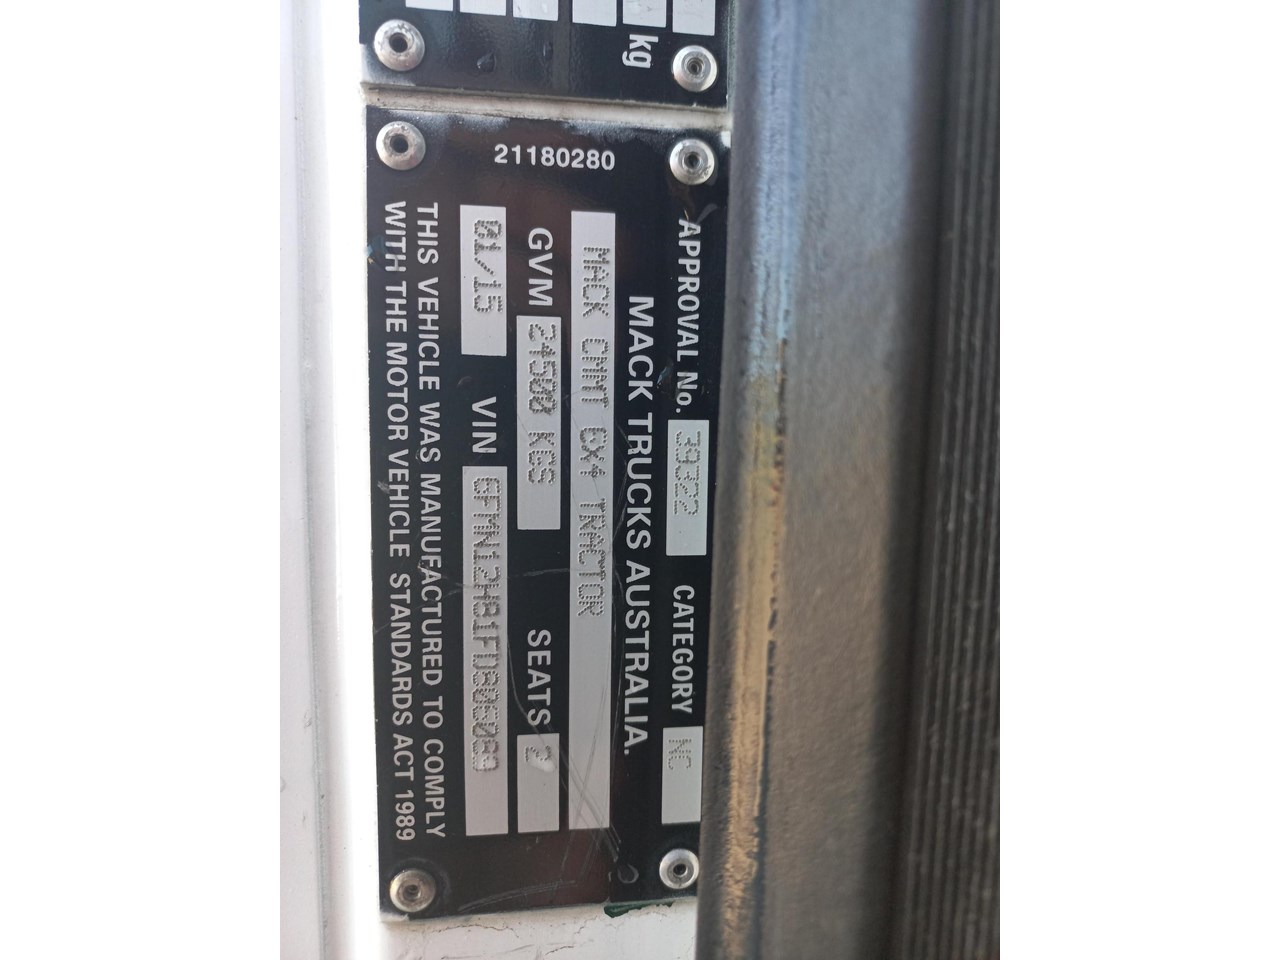 kg
21180280
APPROVAL No. 39322 CATEGORY NC
MACK TRUCKS AUSTRALIA.
MACK CMMT 6X4 TRACTOR
GVM 24500 KGS SEATS 2
01/15 VIN
THIS VEHICLE WAS MANUFACTURED TO COMPLY
WITH THE MOTOR VEHICLE STANDARDS ACT 1989